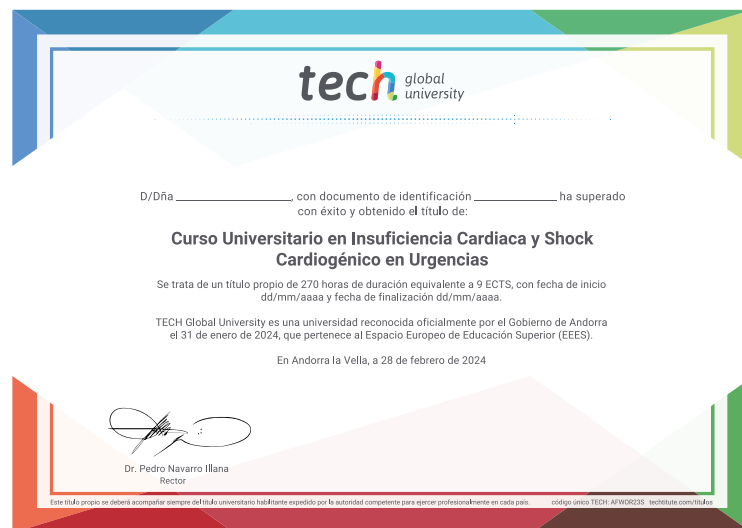 tech global university
D/Dña ____________________, con documento de identificación ______________ ha superado
con éxito y obtenido el título de:
Curso Universitario en Insuficiencia Cardiaca y Shock
Cardiogénico en Urgencias
Se trata de un título propio de 270 horas de duración equivalente a 9 ECTS, con fecha de inicio
dd/mm/aaaa y fecha de finalización dd/mm/aaaa.
TECH Global University es una universidad reconocida oficialmente por el Gobierno de Andorra
el 31 de enero de 2024, que pertenece al Espacio Europeo de Educación Superior (EEES).
En Andorra la Vella, a 28 de febrero de 2024
Dr. Pedro Navarro Illana
Rector
Este título propio se deberá acompañar siempre del título universitario habilitante expedido por la autoridad competente para ejercer profesionalmente en cada país. código único TECH: AFWOR23S techtitute.com/titulos